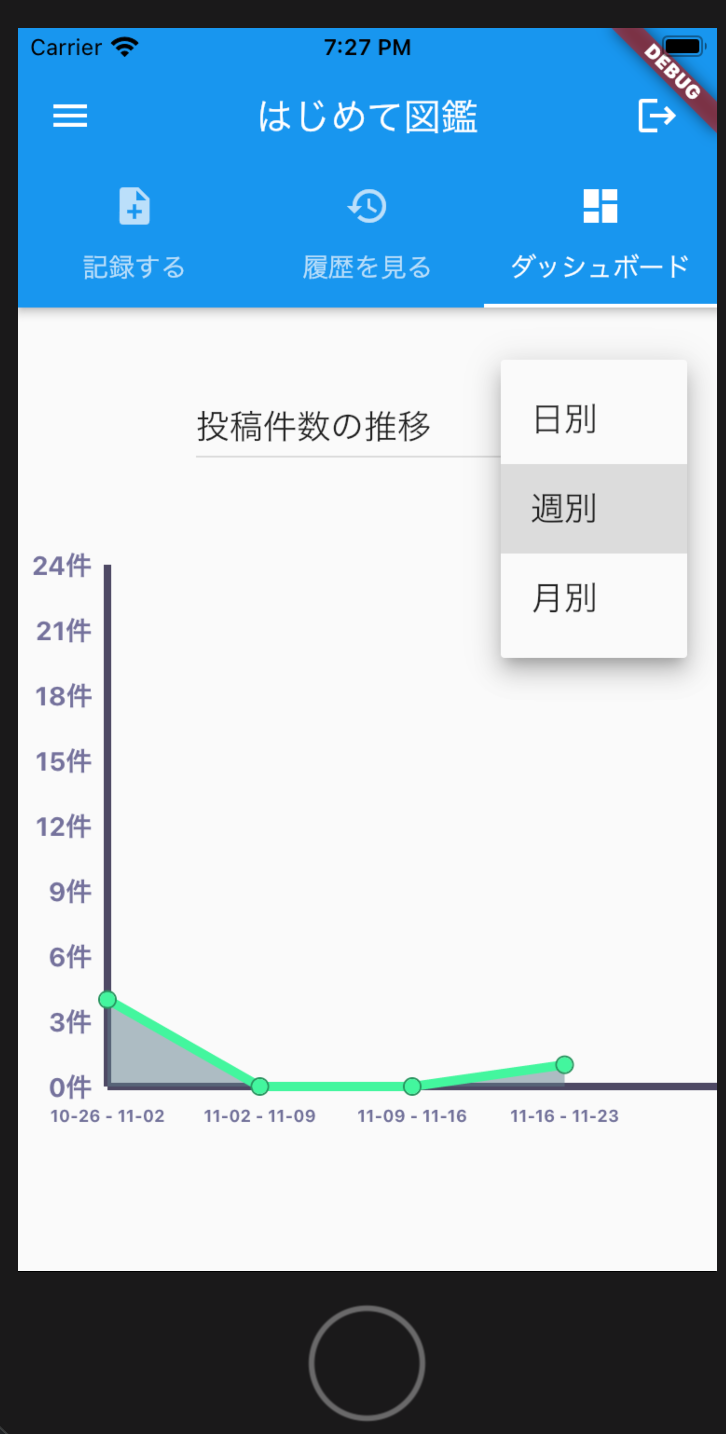 Carrier 7:27 PM
DEBUG
はじめて図鑑
記録する 履歴を見る ダッシュボード
投稿件数の推移
日別
週別
月別
24件
21件
18件
15件
12件
9件
6件
3件
0件
10-26 - 11-02 11-02 - 11-09 11-09 - 11-16 11-16 - 11-23